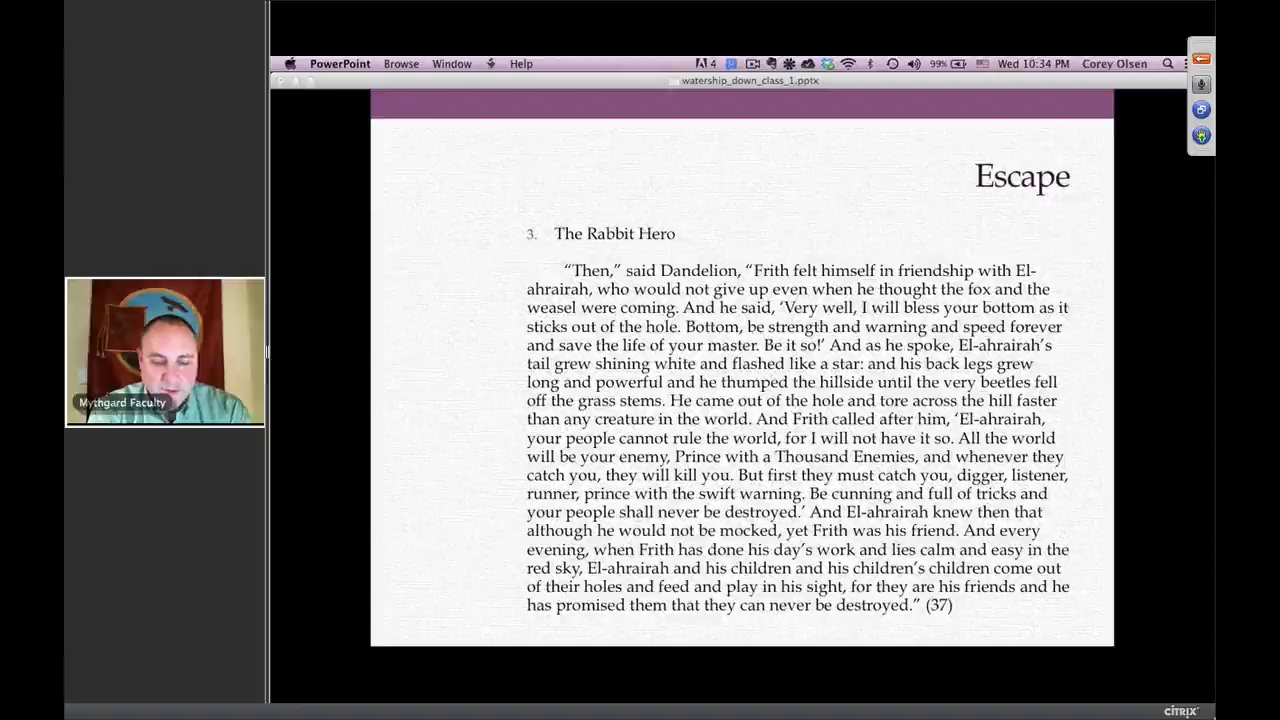 PowerPoint Browse Window Help 4 99% Wed 10:34 PM Corey Olsen
watership_down_class_1.pptx
Escape
3. The Rabbit Hero
“Then,” said Dandelion, “Frith felt himself in friendship with El-
ahrairah, who would not give up even when he thought the fox and the
weasel were coming. And he said, ‘Very well, I will bless your bottom as it
sticks out of the hole. Bottom, be strength and warning and speed forever
and save the life of your master. Be it so!’ And as he spoke, El-ahrairah’s
tail grew shining white and flashed like a star: and his back legs grew
long and powerful and he thumped the hillside until the very beetles fell
off the grass stems. He came out of the hole and tore across the hill faster
than any creature in the world. And Frith called after him, ‘El-ahrairah,
your people cannot rule the world, for I will not have it so. All the world
will be your enemy, Prince with a Thousand Enemies, and whenever they
catch you, they will kill you. But first they must catch you, digger, listener,
runner, prince with the swift warning. Be cunning and full of tricks and
your people shall never be destroyed.’ And El-ahrairah knew then that
although he would not be mocked, yet Frith was his friend. And every
evening, when Frith has done his day’s work and lies calm and easy in the
red sky, El-ahrairah and his children and his children’s children come out
of their holes and feed and play in his sight, for they are his friends and he
has promised them that they can never be destroyed.” (37)
Mythgard Faculty
CITRIX